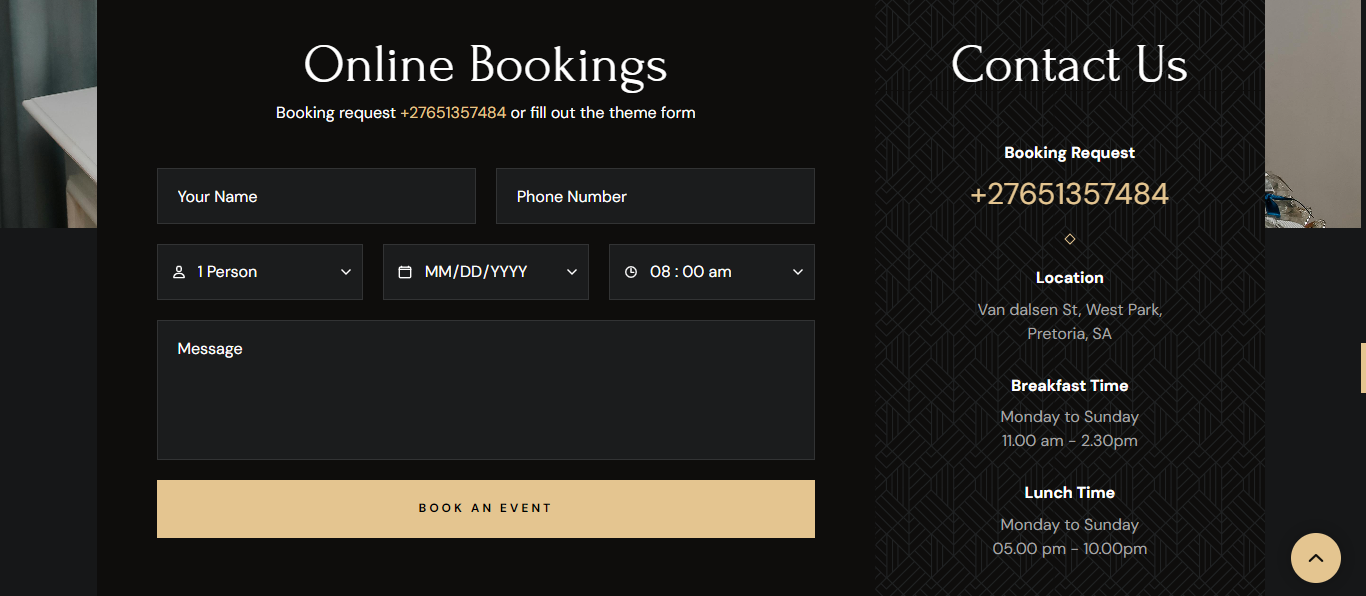 Online Bookings
Booking request +27651357484 or fill out the theme form
Your Name
Phone Number
1 Person
MM/DD/YYYY
08 : 00 am
Message
BOOK AN EVENT
Contact Us
Booking Request
+27651357484
Location
Van dalsen St, West Park,
Pretoria, SA
Breakfast Time
Monday to Sunday
11.00 am - 2.30pm
Lunch Time
Monday to Sunday
05.00 pm - 10.00pm